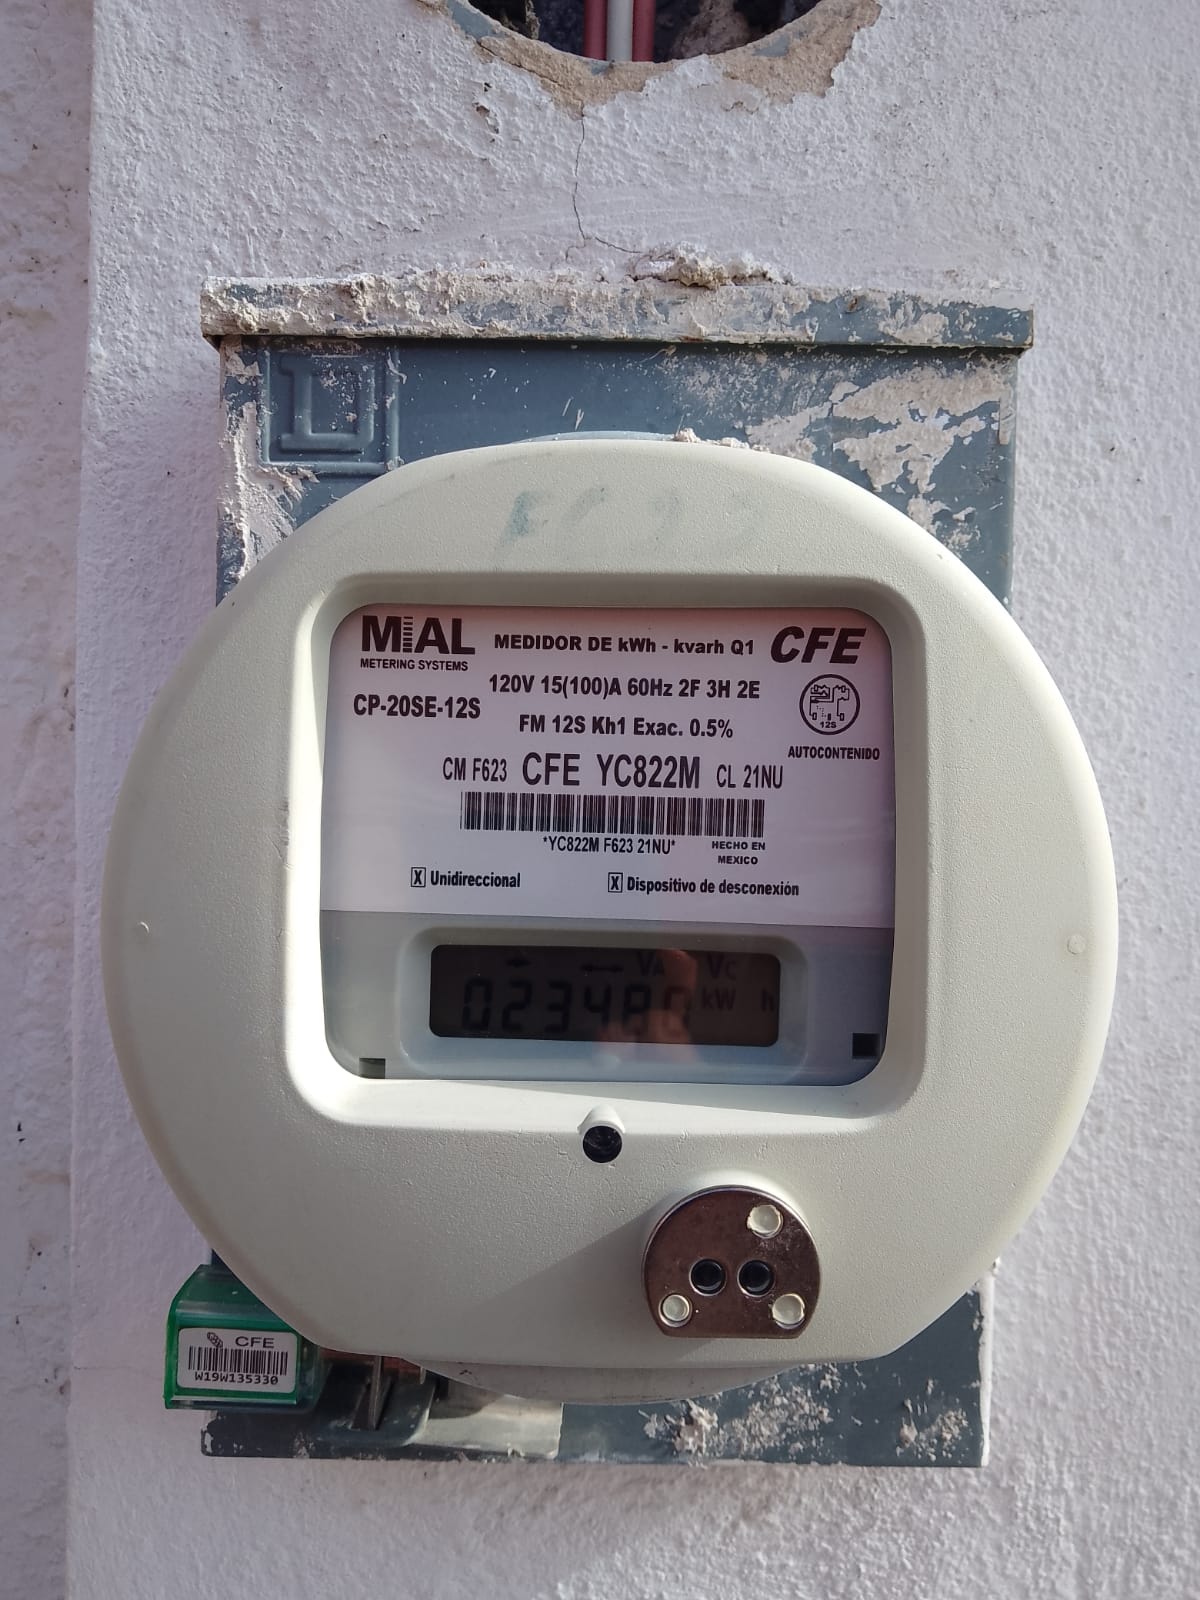 MIAL
METERING SYSTEMS
MEDIDOR DE kWh - kvarh Q1
CFE
120V 15(100)A 60Hz 2F 3H 2E
CP-20SE-12S
FM 12S Kh1 Exac. 0.5%
12S
AUTOCONTENIDO
CM F623 CFE YC822M CL 21NU
*YC822M F623 21NU*
HECHO EN
MEXICO
X Unidireccional
X Dispositivo de desconexión
VA VC
kW h
CFE
W19W135330